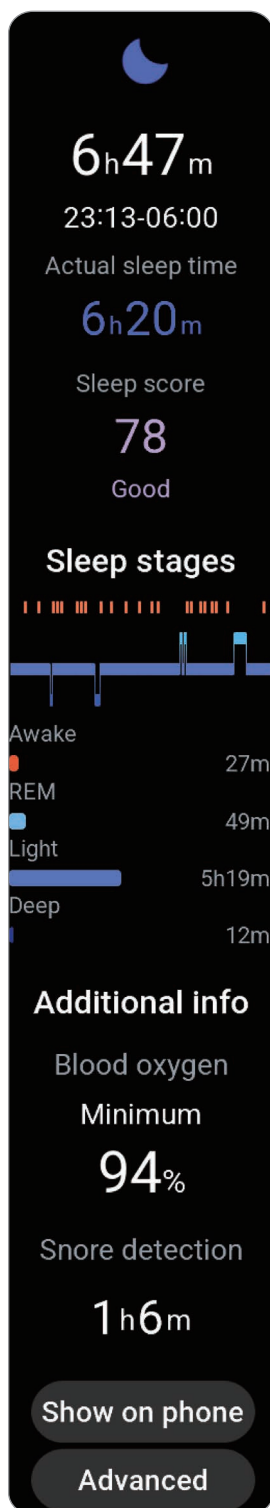 6h47m
23:13-06:00
Actual sleep time
6h20m
Sleep score
78
Good
Sleep stages
Awake
27m
REM
49m
Light
5h19m
Deep
12m
Additional info
Blood oxygen
Minimum
94%
Snore detection
1h6m
Show on phone
Advanced